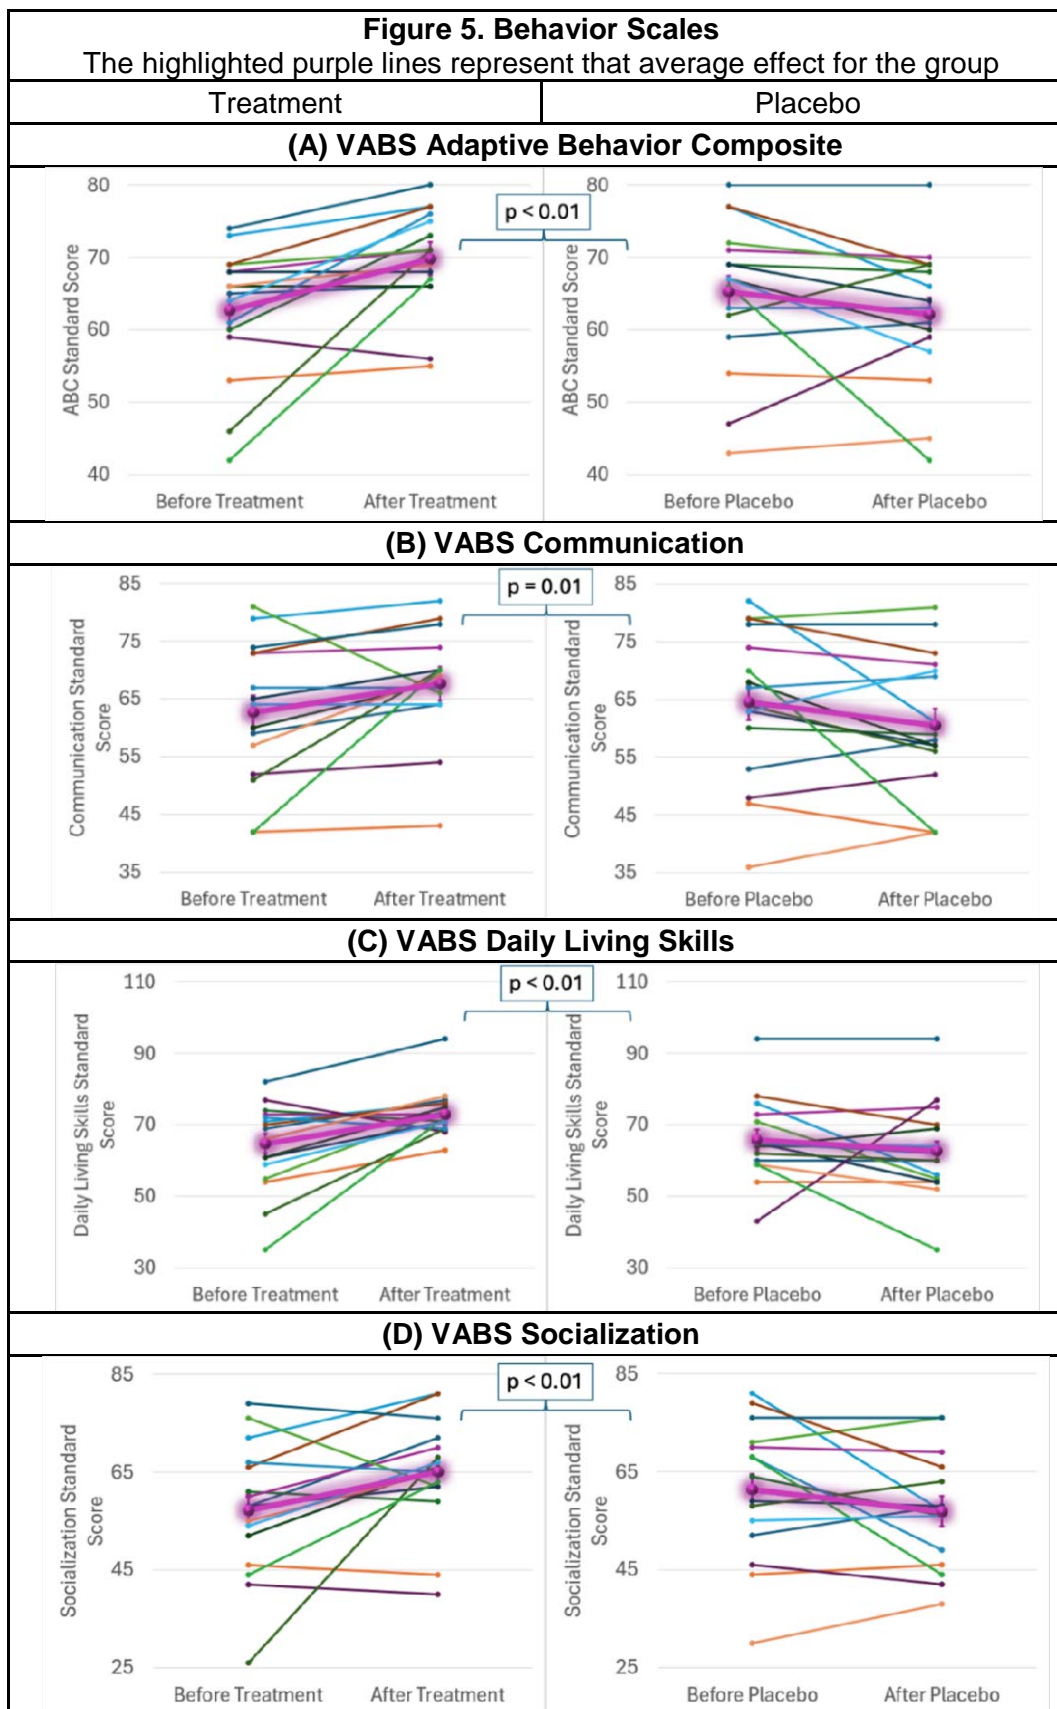 Figure 5. Behavior Scales
The highlighted purple lines represent that average effect for the group
Treatment
Placebo
(A) VABS Adaptive Behavior Composite
ABC Standard Score
80
70
60
50
40
Before Treatment
After Treatment
p < 0.01
ABC Standard Score
80
70
60
50
40
Before Placebo
After Placebo
(B) VABS Communication
Communication Standard
Score
85
75
65
55
45
35
Before Treatment
After Treatment
p = 0.01
Communication Standard
Score
85
75
65
55
45
35
Before Placebo
After Placebo
(C) VABS Daily Living Skills
Daily Living Skills Standard
Score
110
90
70
50
30
Before Treatment
After Treatment
p < 0.01
Daily Living Skills Standard
Score
110
90
70
50
30
Before Placebo
After Placebo
(D) VABS Socialization
Socialization Standard
Score
85
65
45
25
Before Treatment
After Treatment
p < 0.01
Socialization Standard
Score
85
65
45
25
Before Placebo
After Placebo